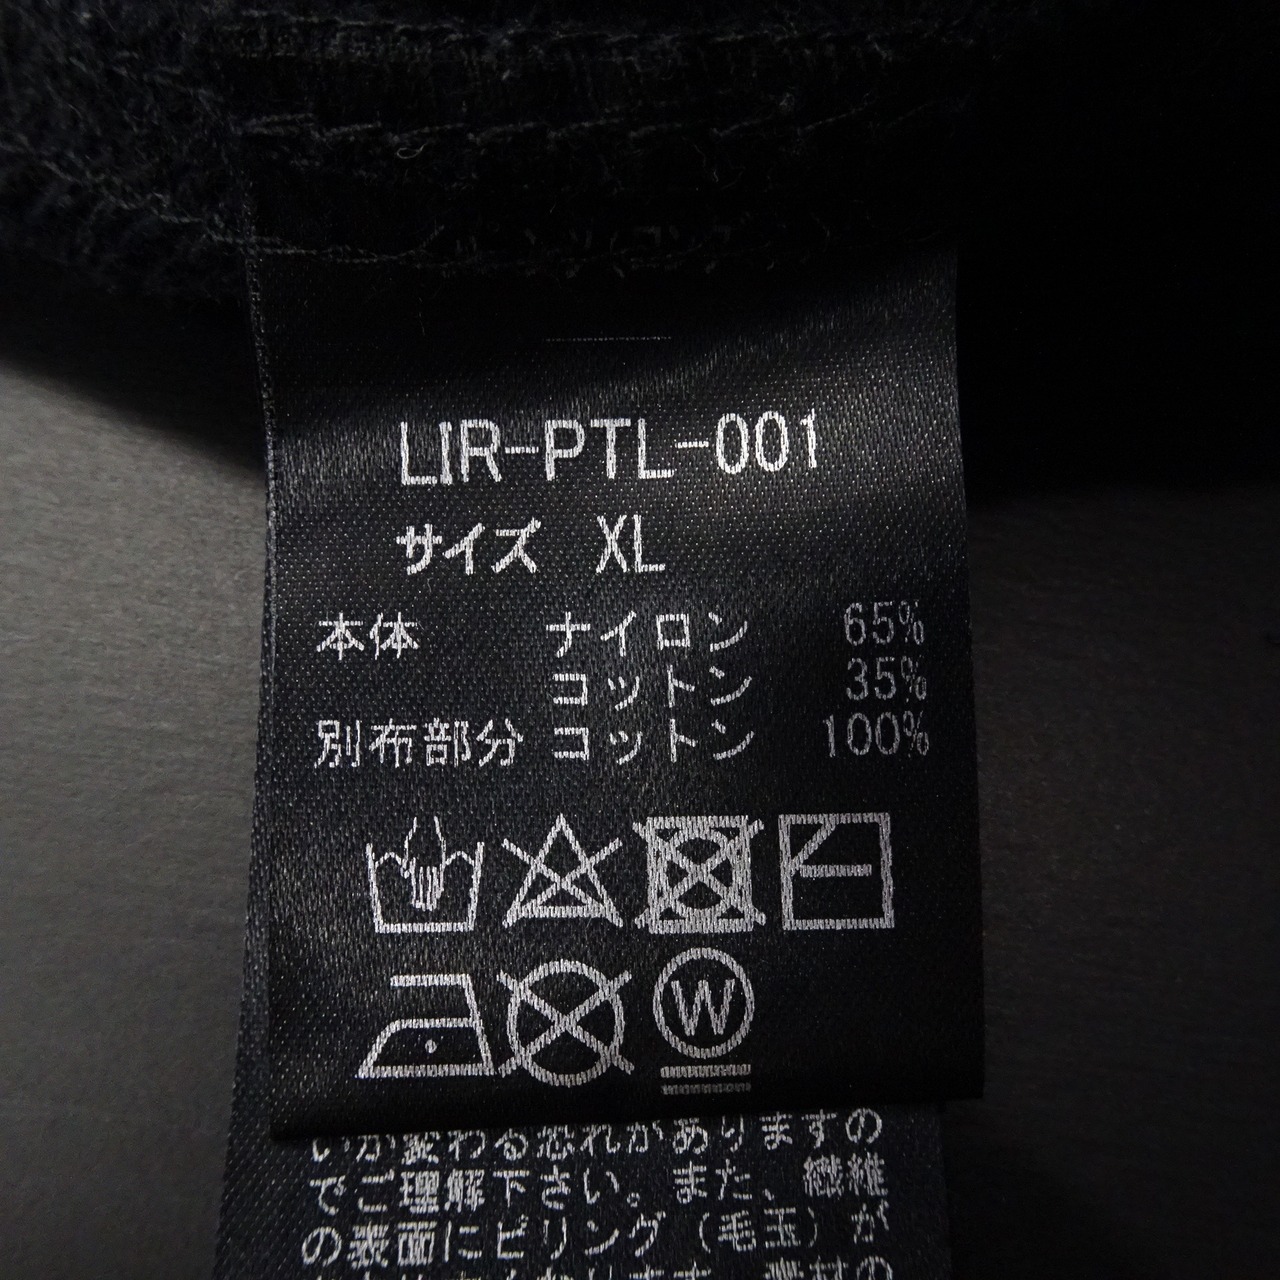 LIR-PTL-001
サイズ XL
本体 ナイロン 65%
コットン 35%
別布部分 コットン 100%
W
いが変わる恐れがありますの
でご理解下さい。また、繊維
の表面にピリング(毛玉)が